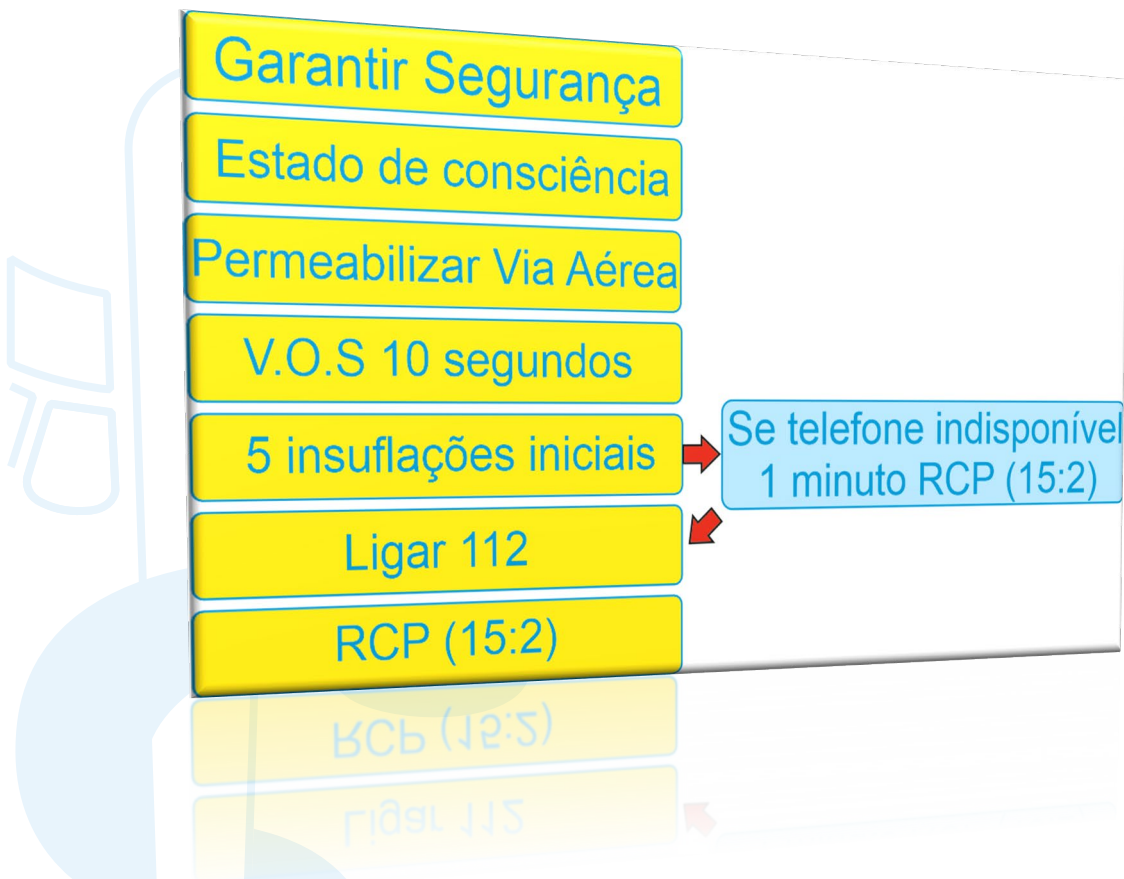 Garantir Segurança
Estado de consciência
Permeabilizar Via Aérea
V.O.S 10 segundos
5 insuflações iniciais
Se telefone indisponível
1 minuto RCP (15:2)
Ligar 112
RCP (15:2)